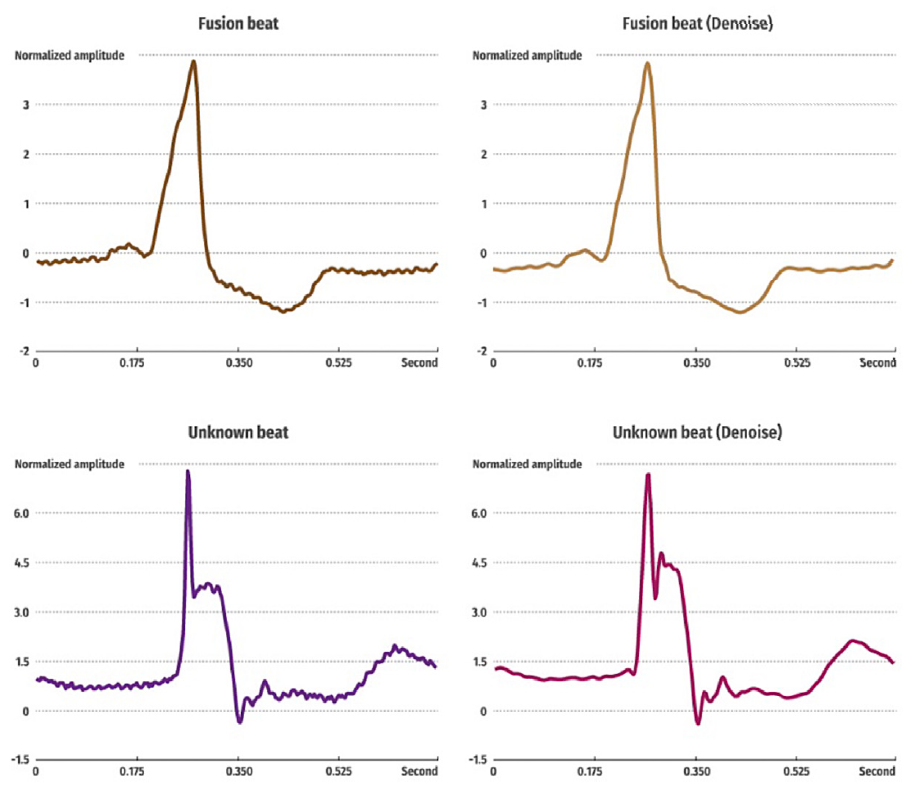 Fusion beat
Normalized amplitude
3
2
1
0
-1
-2
0 0.175 0.350 0.525 Second
Fusion beat (Denoise)
Normalized amplitude
3
2
1
0
-1
-2
0 0.175 0.350 0.525 Second
Unknown beat
Normalized amplitude
6.0
4.5
3.0
1.5
0
-1.5
0 0.175 0.350 0.525 Second
Unknown beat (Denoise)
Normalized amplitude
6.0
4.5
3.0
1.5
0
-1.5
0 0.175 0.350 0.525 Second